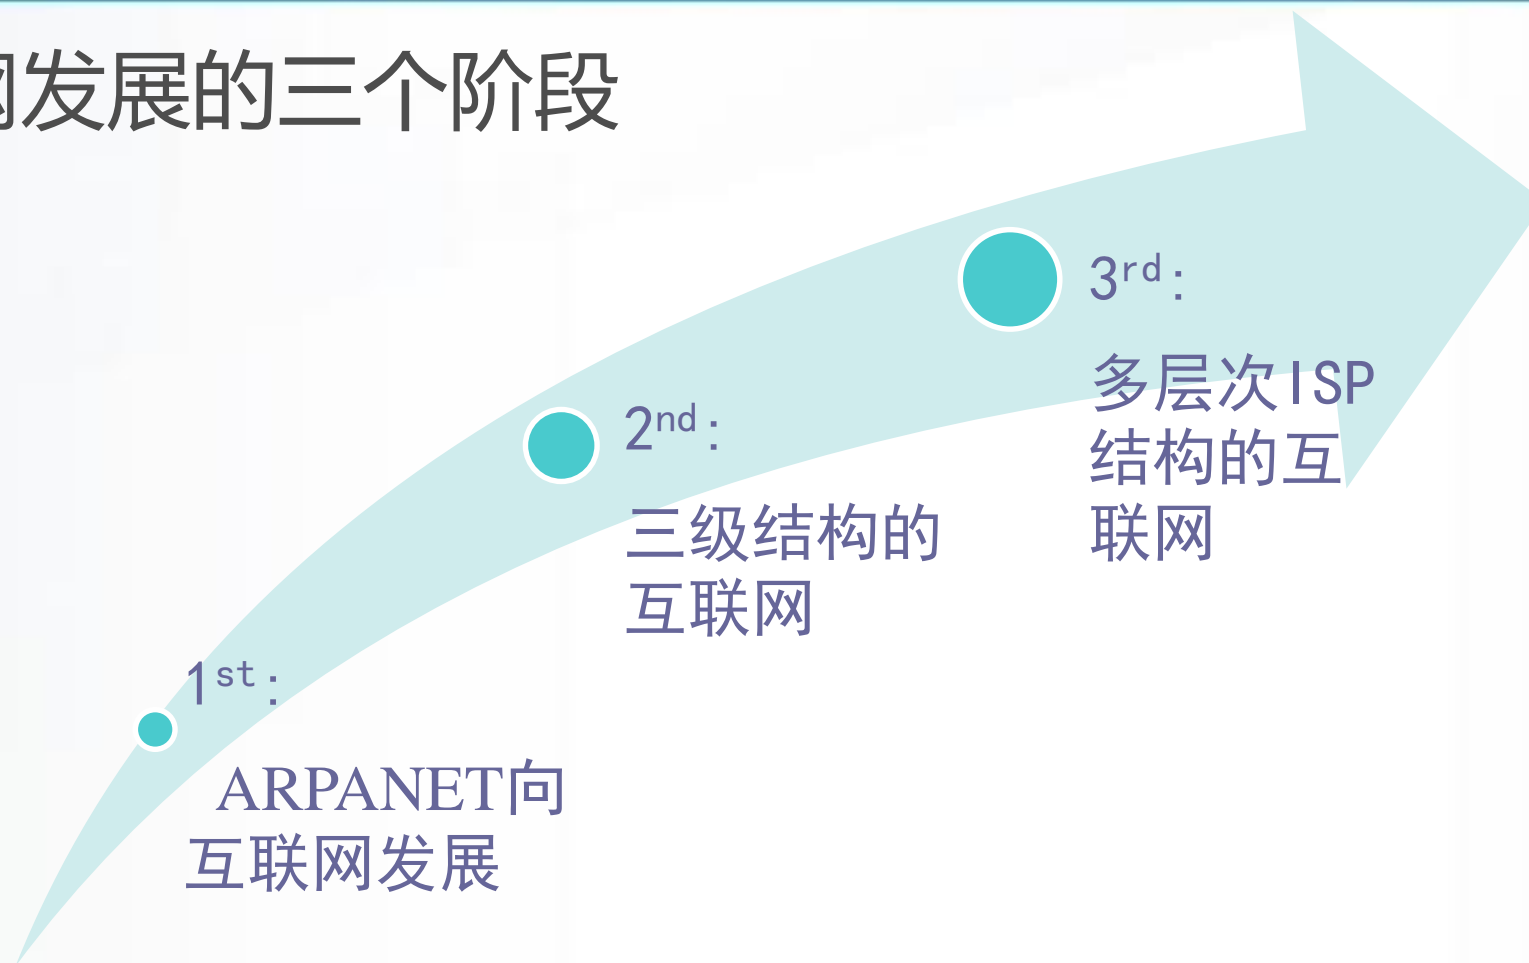 网发展的三个阶段
1st:
ARPANET向
互联网发展
2nd:
三级结构的
互联网
3rd:
多层次ISP
结构的互
联网